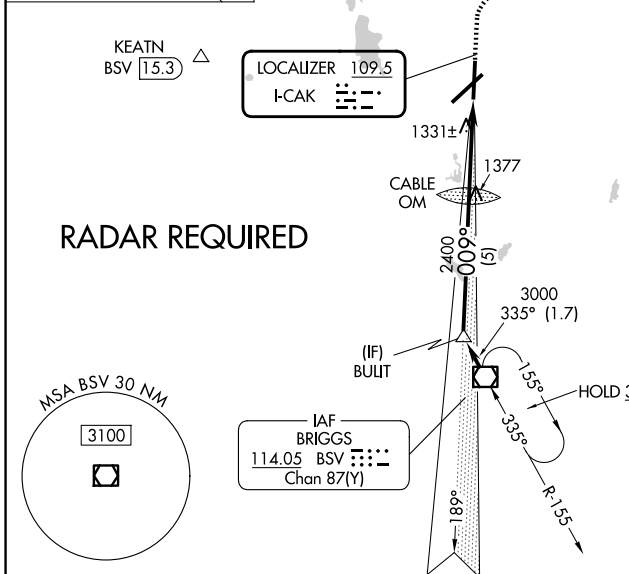 KEATN
BSV 15.3
LOCALIZER 109.5
I-CAK
1331±
1377
CABLE
OM
RADAR REQUIRED
2400
009°
(5)
3000
335° (1.7)
(IF)
BULIT
155°
HOLD
335°
R-155
MSA BSV 30 NM
3100
IAF
BRIGGS
114.05 BSV
Chan 87(Y)
189°